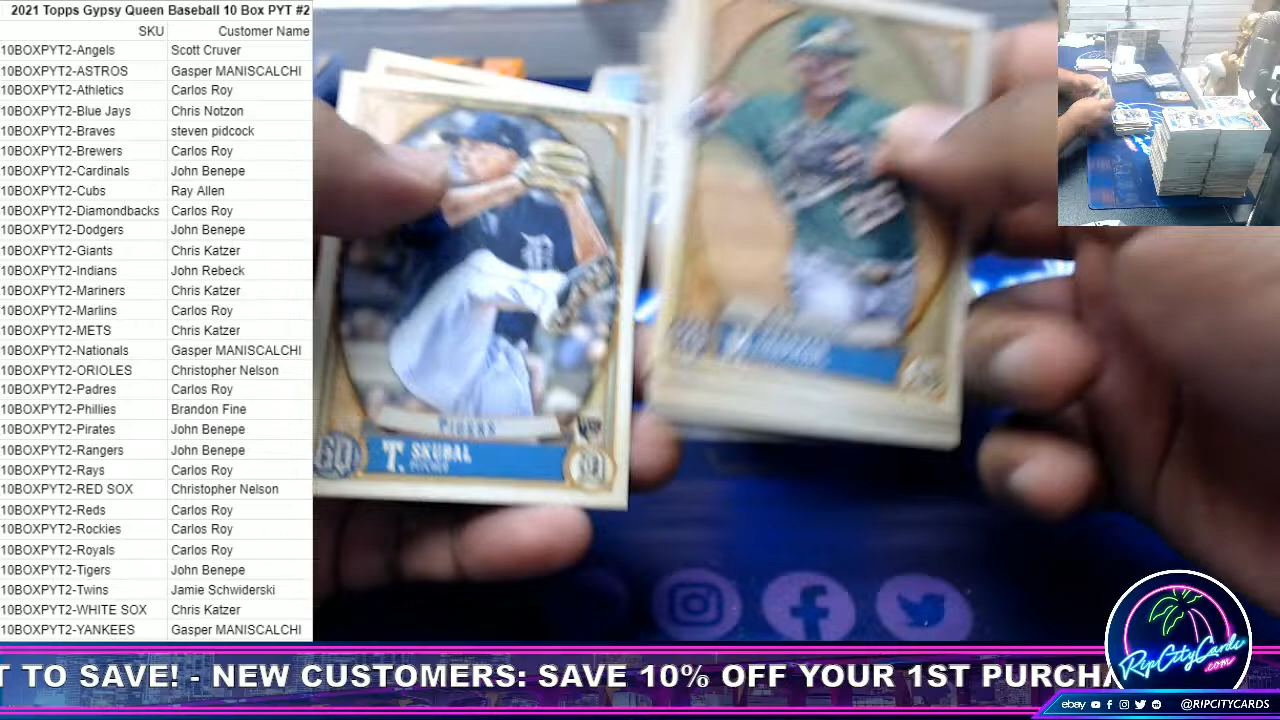 2021 Topps Gypsy Queen Baseball 10 Box PYT #2
SKU Customer Name
10BOXPYT2-Angels Scott Cruver
10BOXPYT2-ASTROS Gasper MANISCALCHI
10BOXPYT2-Athletics Carlos Roy
10BOXPYT2-Blue Jays Chris Notzon
10BOXPYT2-Braves steven pidcock
10BOXPYT2-Brewers Carlos Roy
10BOXPYT2-Cardinals John Benepe
10BOXPYT2-Cubs Ray Allen
10BOXPYT2-Diamondbacks Carlos Roy
10BOXPYT2-Dodgers John Benepe
10BOXPYT2-Giants Chris Katzer
10BOXPYT2-Indians John Rebeck
10BOXPYT2-Mariners Chris Katzer
10BOXPYT2-Marlins Carlos Roy
10BOXPYT2-METS Chris Katzer
10BOXPYT2-Nationals Gasper MANISCALCHI
10BOXPYT2-ORIOLES Christopher Nelson
10BOXPYT2-Padres Carlos Roy
10BOXPYT2-Phillies Brandon Fine
10BOXPYT2-Pirates John Benepe
10BOXPYT2-Rangers John Benepe
10BOXPYT2-Rays Carlos Roy
10BOXPYT2-RED SOX Christopher Nelson
10BOXPYT2-Reds Carlos Roy
10BOXPYT2-Rockies Carlos Roy
10BOXPYT2-Royals Carlos Roy
10BOXPYT2-Tigers John Benepe
10BOXPYT2-Twins Jamie Schwiderski
10BOXPYT2-WHITE SOX Chris Katzer
10BOXPYT2-YANKEES Gasper MANISCALCHI
TIGERS
GQ T. SKUBAL
PITCHER
T TO SAVE! - NEW CUSTOMERS: SAVE 10% OFF YOUR 1ST PURCHA
RipCityCards
.com
ebay @RIPCITYCARDS